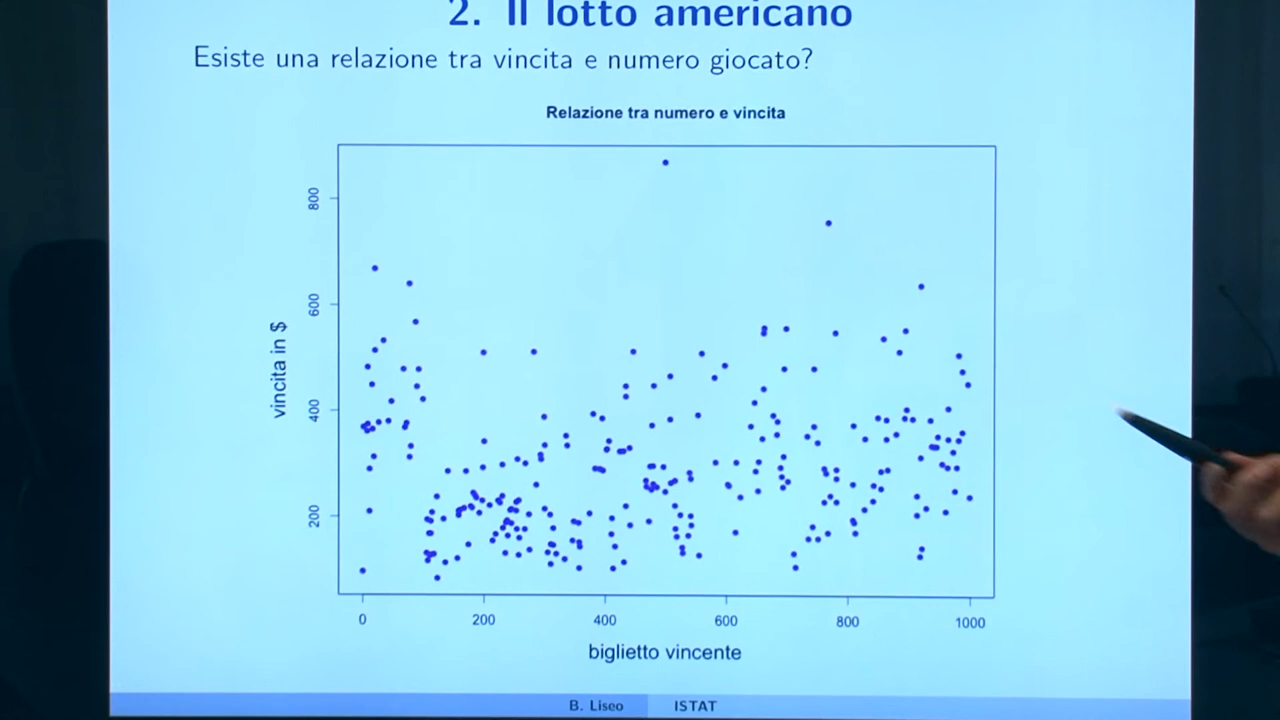 2. Il lotto americano
Esiste una relazione tra vincita e numero giocato?
Relazione tra numero e vincita
800
600
400
200
vincita in $
0 200 400 600 800 1000
biglietto vincente
B. Liseo ISTAT